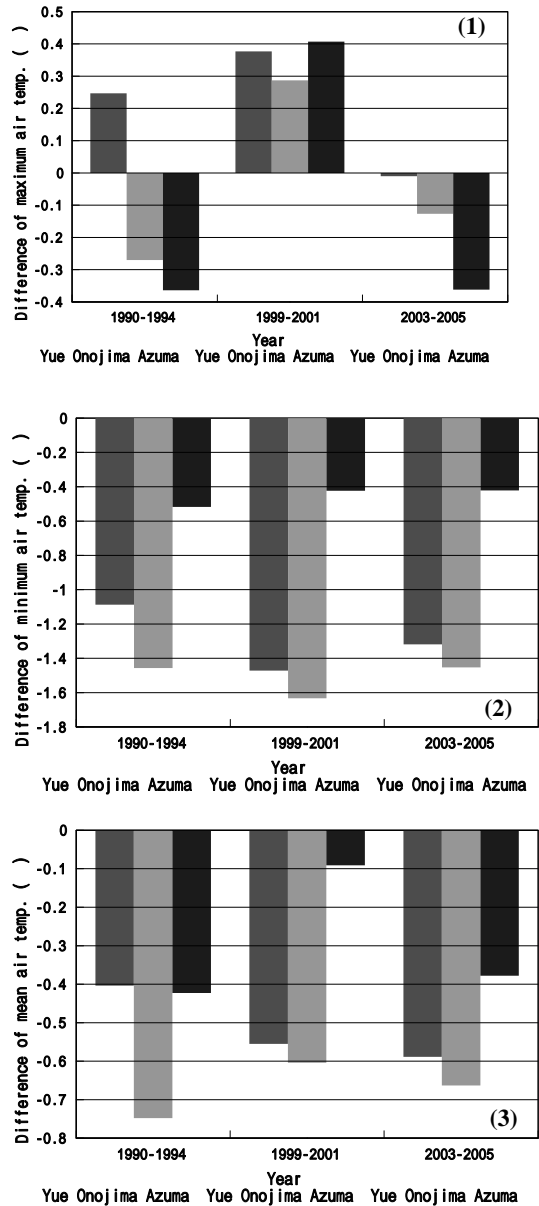 (1)
Difference of maximum air temp. ( )
0.5
0.4
0.3
0.2
0.1
0
-0.1
-0.2
-0.3
-0.4
1990-1994 1999-2001 2003-2005
Year
Yue Onojima Azuma Yue Onojima Azuma Yue Onojima Azuma
Difference of minimum air temp. ( )
0
-0.2
-0.4
-0.6
-0.8
-1
-1.2
-1.4
-1.6
-1.8
(2)
1990-1994 1999-2001 2003-2005
Year
Yue Onojima Azuma Yue Onojima Azuma Yue Onojima Azuma
Difference of mean air temp. ( )
0
-0.1
-0.2
-0.3
-0.4
-0.5
-0.6
-0.7
-0.8
(3)
1990-1994 1999-2001 2003-2005
Year
Yue Onojima Azuma Yue Onojima Azuma Yue Onojima Azuma